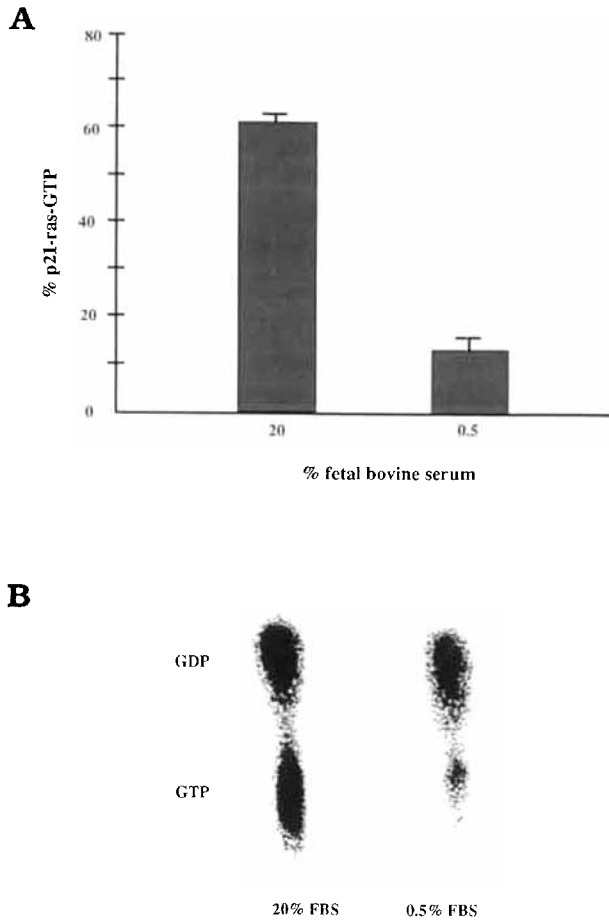 A
80
60
40
20
0
% p21-ras-GTP
20 0.5
% fetal bovine serum
B
GDP
GTP
20% FBS 0.5% FBS